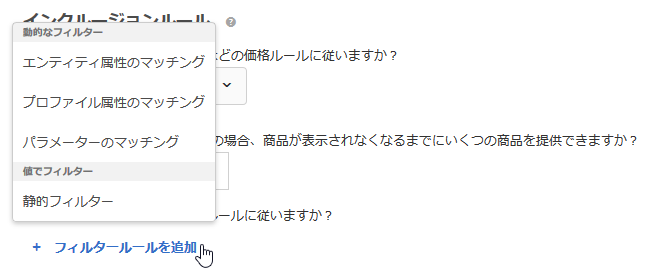 インクルージョンルール
動的なフィルター
エンティティ属性のマッチング
はどの価格ルールに従いますか？
プロファイル属性のマッチング
パラメーターのマッチング
の場合、商品が表示されなくなるまでにいくつの商品を提供できますか？
値でフィルター
静的フィルター
ルールに従いますか？
+ フィルタールールを追加